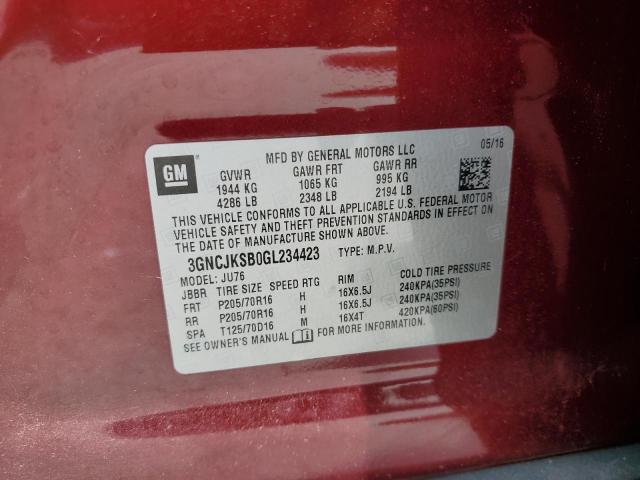 GM
MFD BY GENERAL MOTORS LLC 05/16
GVWR GAWR FRT GAWR RR
1944 KG 1065 KG 995 KG
4286 LB 2348 LB 2194 LB
THIS VEHICLE CONFORMS TO ALL APPLICABLE U.S. FEDERAL MOTOR
VEHICLE SAFETY AND THEFT PREVENTION STANDARDS IN EFFECT ON
THE DATE OF MANUFACTURE SHOWN ABOVE.
3GNCJKSB0GL234423 TYPE: M.P.V.
MODEL: JU76
JBBR TIRE SIZE SPEED RTG RIM COLD TIRE PRESSURE
FRT P205/70R16 H 16X6.5J 240KPA(35PSI)
RR P205/70R16 H 16X6.5J 240KPA(35PSI)
SPA T125/70D16 M 16X4T 420KPA(60PSI)
SEE OWNER'S MANUAL FOR MORE INFORMATION.